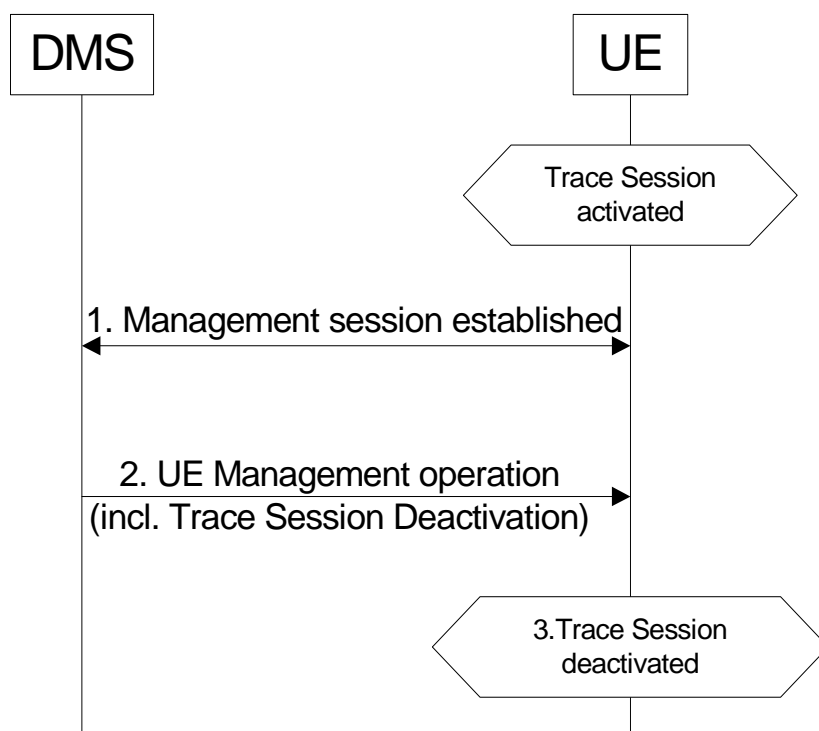 DMS
UE
Trace Session
activated
1. Management session established
2. UE Management operation
(incl. Trace Session Deactivation)
3.Trace Session
deactivated